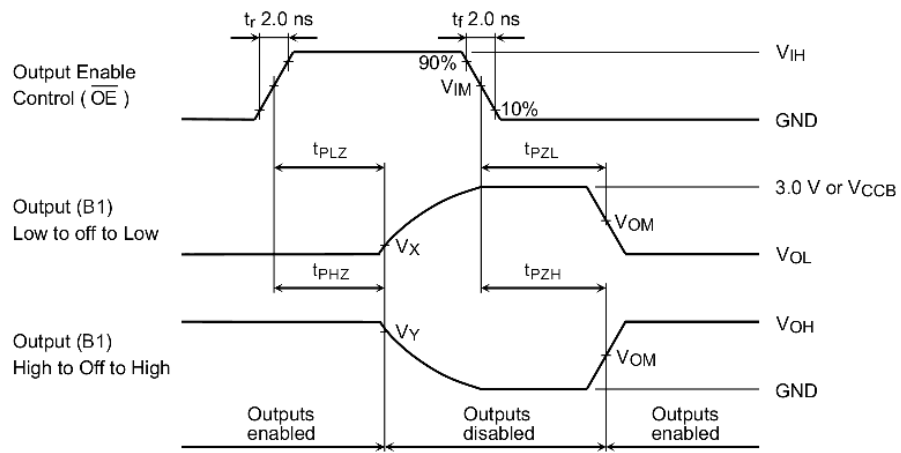 tr 2.0 ns
tf 2.0 ns
Output Enable
Control ( OE )
90%
VIM
10%
VIH
GND
tPLZ
tPZL
Output (B1)
Low to off to Low
VX
VOM
3.0 V or VCCB
VOL
tPHZ
tPZH
Output (B1)
High to Off to High
VY
VOM
VOH
GND
Outputs
enabled
Outputs
disabled
Outputs
enabled